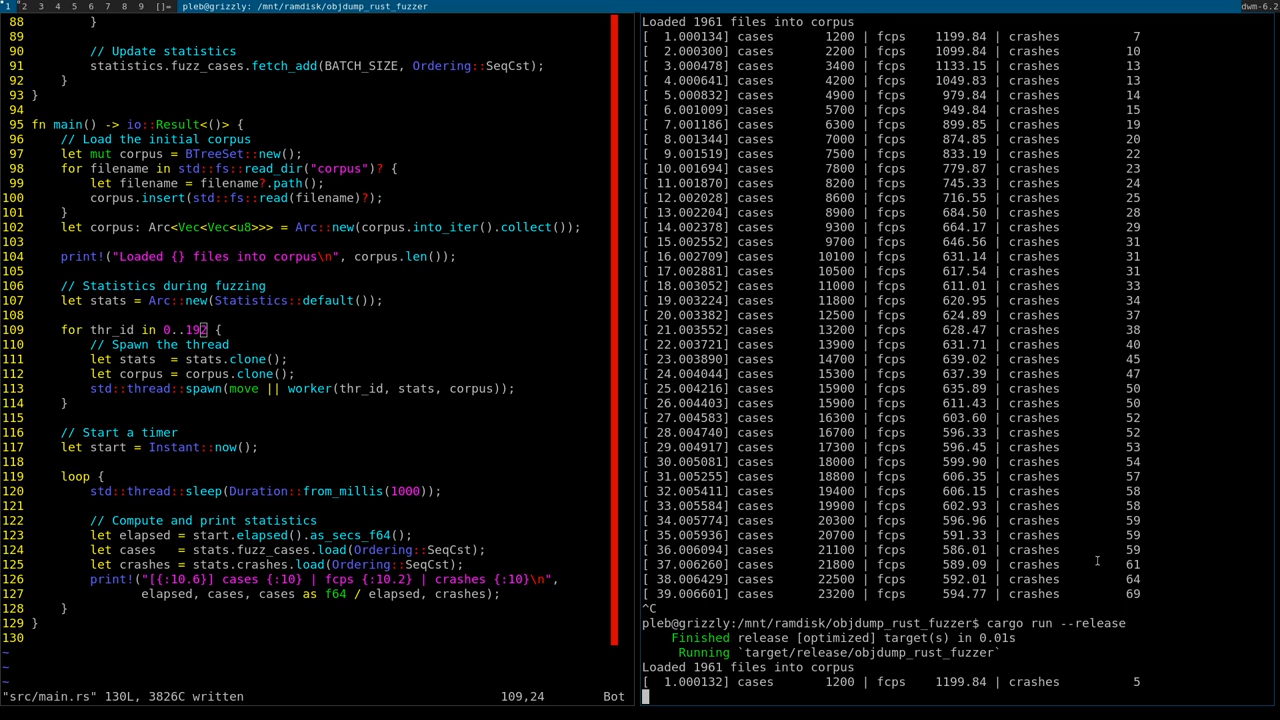 1 2 3 4 5 6 7 8 9 []= pleb@grizzly: /mnt/ramdisk/objdump_rust_fuzzer dwm-6.2
88         }
89
90         // Update statistics
91         statistics.fuzz_cases.fetch_add(BATCH_SIZE, Ordering::SeqCst);
92     }
93 }
94
95 fn main() -> io::Result<()> {
96     // Load the initial corpus
97     let mut corpus = BTreeSet::new();
98     for filename in std::fs::read_dir("corpus")? {
99         let filename = filename?.path();
100         corpus.insert(std::fs::read(filename)?);
101     }
102     let corpus: Arc<Vec<Vec<u8>>> = Arc::new(corpus.into_iter().collect());
103
104     print!("Loaded {} files into corpus\n", corpus.len());
105
106     // Statistics during fuzzing
107     let stats = Arc::new(Statistics::default());
108
109     for thr_id in 0..192 {
110         // Spawn the thread
111         let stats  = stats.clone();
112         let corpus = corpus.clone();
113         std::thread::spawn(move || worker(thr_id, stats, corpus));
114     }
115
116     // Start a timer
117     let start = Instant::now();
118
119     loop {
120         std::thread::sleep(Duration::from_millis(1000));
121
122         // Compute and print statistics
123         let elapsed = start.elapsed().as_secs_f64();
124         let cases   = stats.fuzz_cases.load(Ordering::SeqCst);
125         let crashes = stats.crashes.load(Ordering::SeqCst);
126         print!("[{:10.6}] cases {:10} | fcps {:10.2} | crashes {:10}\n",
127                elapsed, cases, cases as f64 / elapsed, crashes);
128     }
129 }
130
~
~
~
"src/main.rs" 130L, 3826C written 109,24 Bot
Loaded 1961 files into corpus
[  1.000134] cases       1200 | fcps    1199.84 | crashes          7
[  2.000300] cases       2200 | fcps    1099.84 | crashes         10
[  3.000478] cases       3400 | fcps    1133.15 | crashes         13
[  4.000641] cases       4200 | fcps    1049.83 | crashes         13
[  5.000832] cases       4900 | fcps     979.84 | crashes         14
[  6.001009] cases       5700 | fcps     949.84 | crashes         15
[  7.001186] cases       6300 | fcps     899.85 | crashes         19
[  8.001344] cases       7000 | fcps     874.85 | crashes         20
[  9.001519] cases       7500 | fcps     833.19 | crashes         22
[ 10.001694] cases       7800 | fcps     779.87 | crashes         23
[ 11.001870] cases       8200 | fcps     745.33 | crashes         24
[ 12.002028] cases       8600 | fcps     716.55 | crashes         25
[ 13.002204] cases       8900 | fcps     684.50 | crashes         28
[ 14.002378] cases       9300 | fcps     664.17 | crashes         29
[ 15.002552] cases       9700 | fcps     646.56 | crashes         31
[ 16.002709] cases      10100 | fcps     631.14 | crashes         31
[ 17.002881] cases      10500 | fcps     617.54 | crashes         31
[ 18.003052] cases      11000 | fcps     611.01 | crashes         33
[ 19.003224] cases      11800 | fcps     620.95 | crashes         34
[ 20.003382] cases      12500 | fcps     624.89 | crashes         37
[ 21.003552] cases      13200 | fcps     628.47 | crashes         38
[ 22.003721] cases      13900 | fcps     631.71 | crashes         40
[ 23.003890] cases      14700 | fcps     639.02 | crashes         45
[ 24.004044] cases      15300 | fcps     637.39 | crashes         47
[ 25.004216] cases      15900 | fcps     635.89 | crashes         50
[ 26.004403] cases      15900 | fcps     611.43 | crashes         50
[ 27.004583] cases      16300 | fcps     603.60 | crashes         52
[ 28.004740] cases      16700 | fcps     596.33 | crashes         52
[ 29.004917] cases      17300 | fcps     596.45 | crashes         53
[ 30.005081] cases      18000 | fcps     599.90 | crashes         54
[ 31.005255] cases      18800 | fcps     606.35 | crashes         57
[ 32.005411] cases      19400 | fcps     606.15 | crashes         58
[ 33.005584] cases      19900 | fcps     602.93 | crashes         58
[ 34.005774] cases      20300 | fcps     596.96 | crashes         59
[ 35.005936] cases      20700 | fcps     591.33 | crashes         59
[ 36.006094] cases      21100 | fcps     586.01 | crashes         59
[ 37.006260] cases      21800 | fcps     589.09 | crashes         61
[ 38.006429] cases      22500 | fcps     592.01 | crashes         64
[ 39.006601] cases      23200 | fcps     594.77 | crashes         69
^C
pleb@grizzly:/mnt/ramdisk/objdump_rust_fuzzer$ cargo run --release
    Finished release [optimized] target(s) in 0.01s
     Running `target/release/objdump_rust_fuzzer`
Loaded 1961 files into corpus
[  1.000132] cases       1200 | fcps    1199.84 | crashes          5